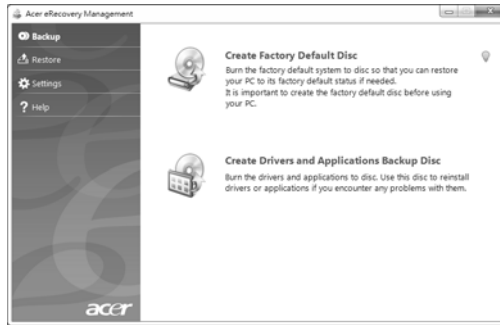 Acer eRecovery Management
Backup
Restore
Settings
? Help
Create Factory Default Disc
Burn the factory default system to disc so that you can restore
your PC to its factory default status if needed.
It is important to create the factory default disc before using
your PC.
Create Drivers and Applications Backup Disc
Burn the drivers and applications to disc. Use this disc to reinstall
drivers or applications if you encounter any problems with them.
acer